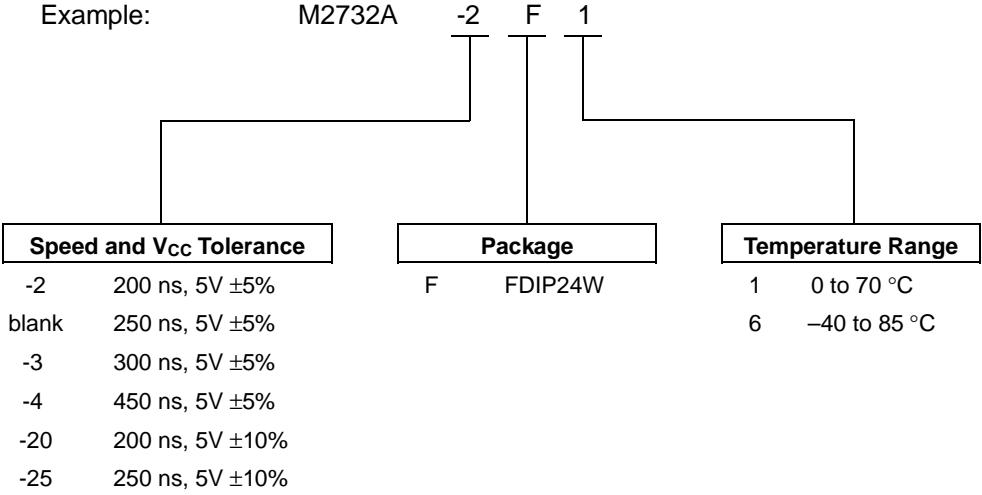 Example: M2732A -2 F 1
Speed and VCC Tolerance
-2 200 ns, 5V ±5%
blank 250 ns, 5V ±5%
-3 300 ns, 5V ±5%
-4 450 ns, 5V ±5%
-20 200 ns, 5V ±10%
-25 250 ns, 5V ±10%
Package
F FDIP24W
Temperature Range
1 0 to 70 °C
6 –40 to 85 °C